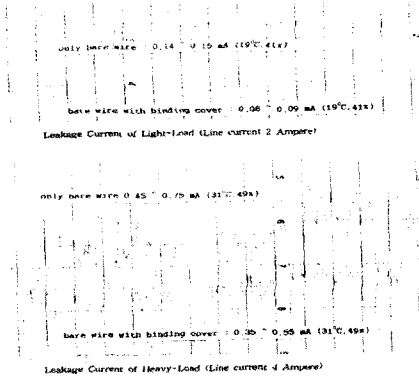 only bare wire : 0.14 ~ 0.15 mA (19°C.41%)
bare wire with binding cover : 0.08 ~ 0.09 mA (19°C.41%)
Leakage Current of Light-Load (Line current 2 Ampere)
only bare wire 0.45 ~ 0.75 mA (31°C.49%)
bare wire with binding cover : 0.35 ~ 0.55 mA (31°C.49%)
Leakage Current of Heavy-Load (Line current 4 Ampere)